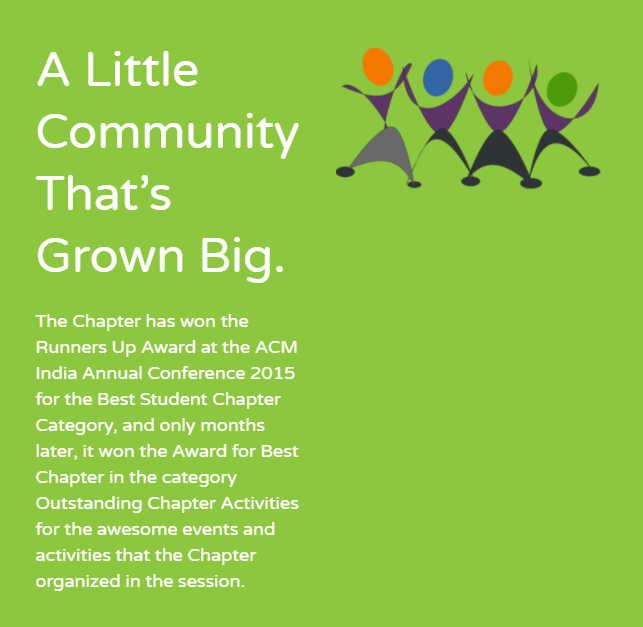 A Little
Community
That’s
Grown Big.
The Chapter has won the
Runners Up Award at the ACM
India Annual Conference 2015
for the Best Student Chapter
Category, and only months
later, it won the Award for Best
Chapter in the category
Outstanding Chapter Activities
for the awesome events and
activities that the Chapter
organized in the session.